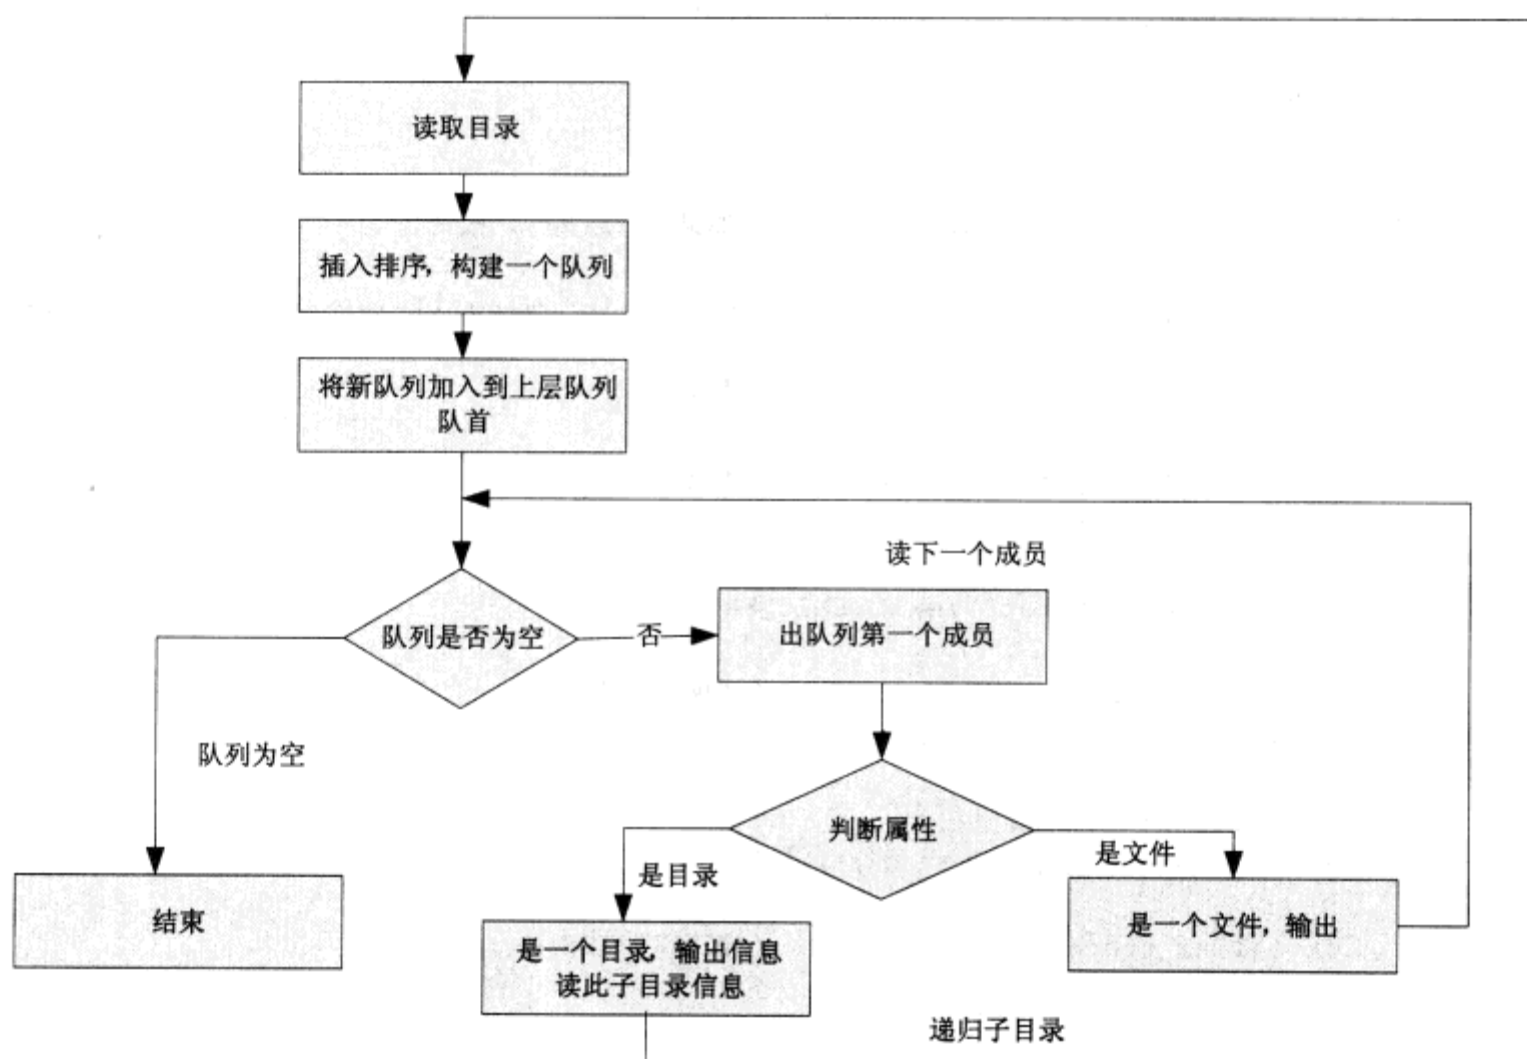 读取目录
插入排序，构建一个队列
将新队列加入到上层队列
队首
读下一个成员
队列是否为空
否
出队列第一个成员
队列为空
判断属性
是文件
是目录
结束
是一个文件，输出
是一个目录，输出信息
读此子目录信息
递归子目录